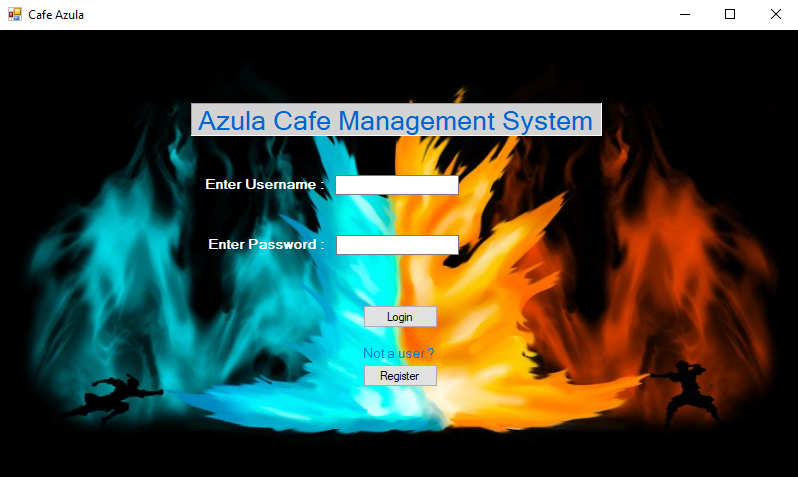 Cafe Azula
Azula Cafe Management System
Enter Username :
Enter Password :
Login
Not a user ?
Register